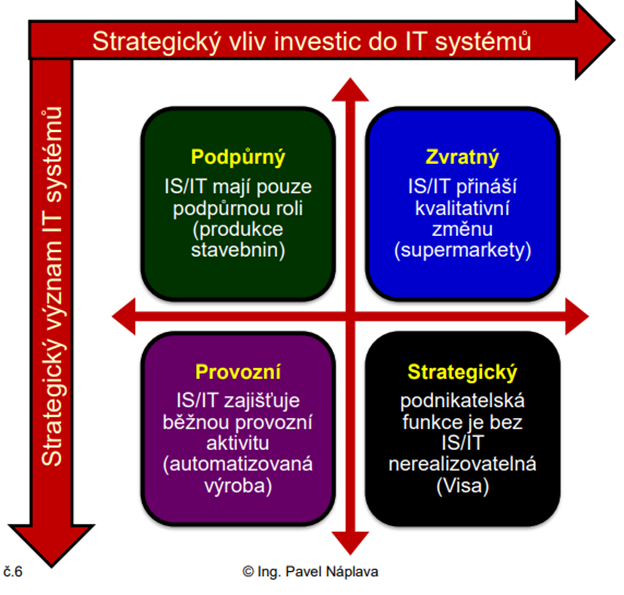 Strategický vliv investic do IT systémů
Strategický význam IT systémů
Podpůrný
IS/IT mají pouze
podpůrnou roli
(produkce
stavebnin)
Zvratný
IS/IT přináší
kvalitativní
změnu
(supermarkety)
Provozní
IS/IT zajišťuje
běžnou provozní
aktivitu
(automatizovaná
výroba)
Strategický
podnikatelská
funkce je bez
IS/IT
nerealizovatelná
(Visa)
č.6
© Ing. Pavel Náplava